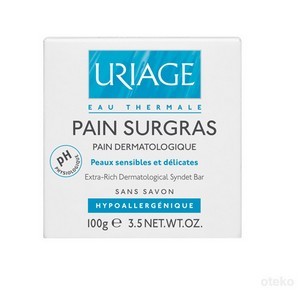 URIAGE
EAU THERMALE
PAIN SURGRAS
PAIN DERMATOLOGIQUE
Peaux sensibles et délicates
Extra-Rich Dermatological Syndet Bar
SANS SAVON
HYPOALLERGÉNIQUE
100g e 3.5 NET.WT.OZ.
pH
PHYSIOLOGIQUE
oteko